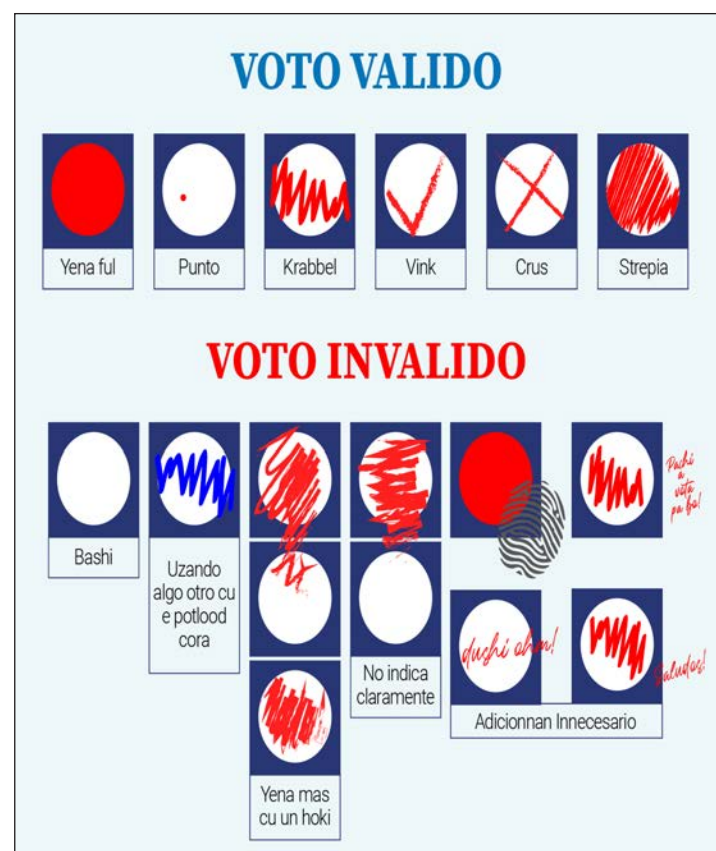 VOTO VALIDO
Yena ful
Punto
Krabbel
Vink
Crus
Strepia
VOTO INVALIDO
Bashi
Uzando
algo otro cu
e potlood
cora
Yena mas
cu un hoki
No indica
claramente
Pachi
a
vota
pa bo!
dushi ohm!
Saludos!
Adicionnan Innecesario